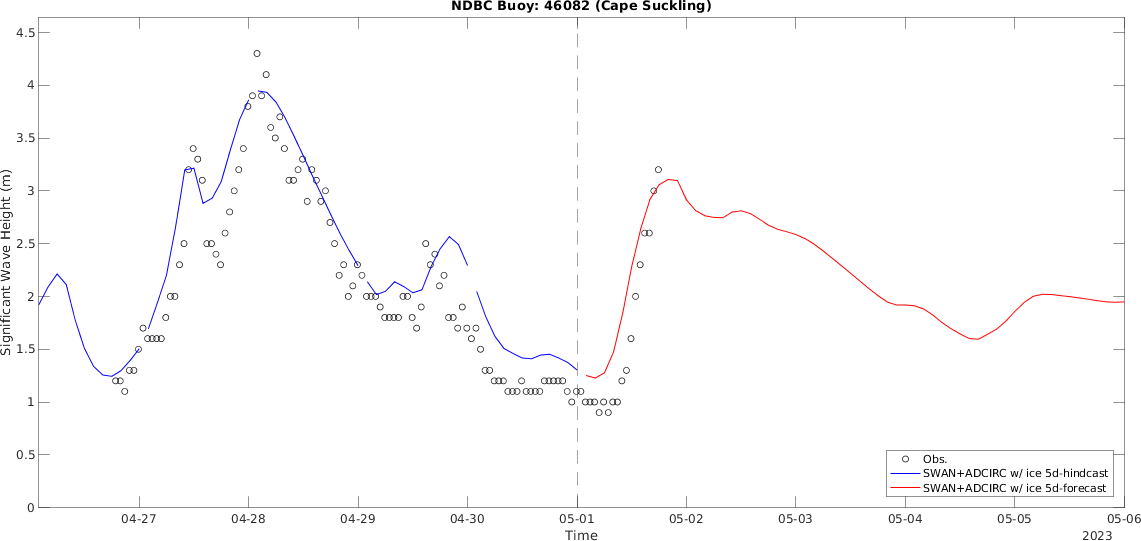 NDBC Buoy: 46082 (Cape Suckling)
Significant Wave Height (m)
4.5
4
3.5
3
2.5
2
1.5
1
0.5
0
Obs.
SWAN+ADCIRC w/ ice 5d-hindcast
SWAN+ADCIRC w/ ice 5d-forecast
04-27 04-28 04-29 04-30 05-01 05-02 05-03 05-04 05-05 05-06
Time
2023